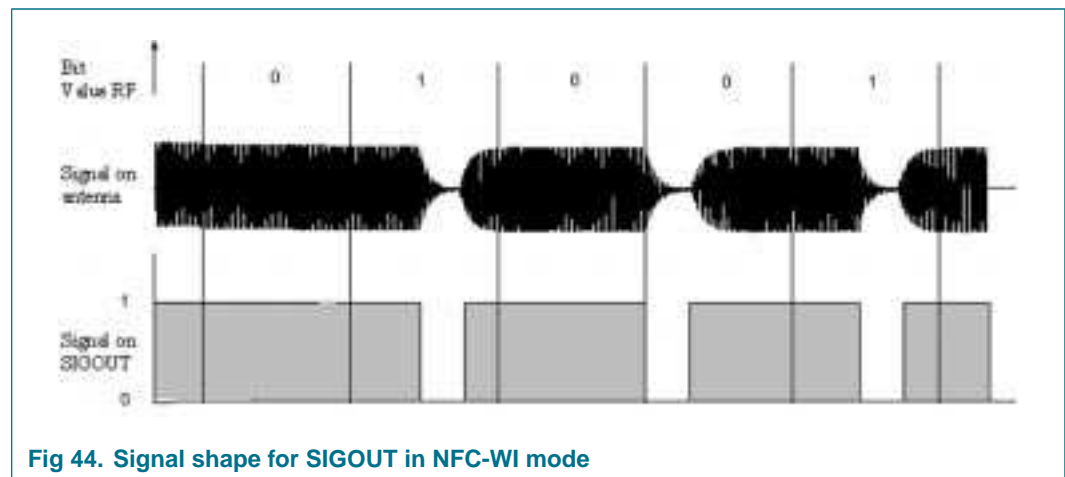 Bit
Value RF
0 1 0 0 1
Signal on
antenna
1
Signal on
SIGOUT
0
Fig 44. Signal shape for SIGOUT in NFC-WI mode